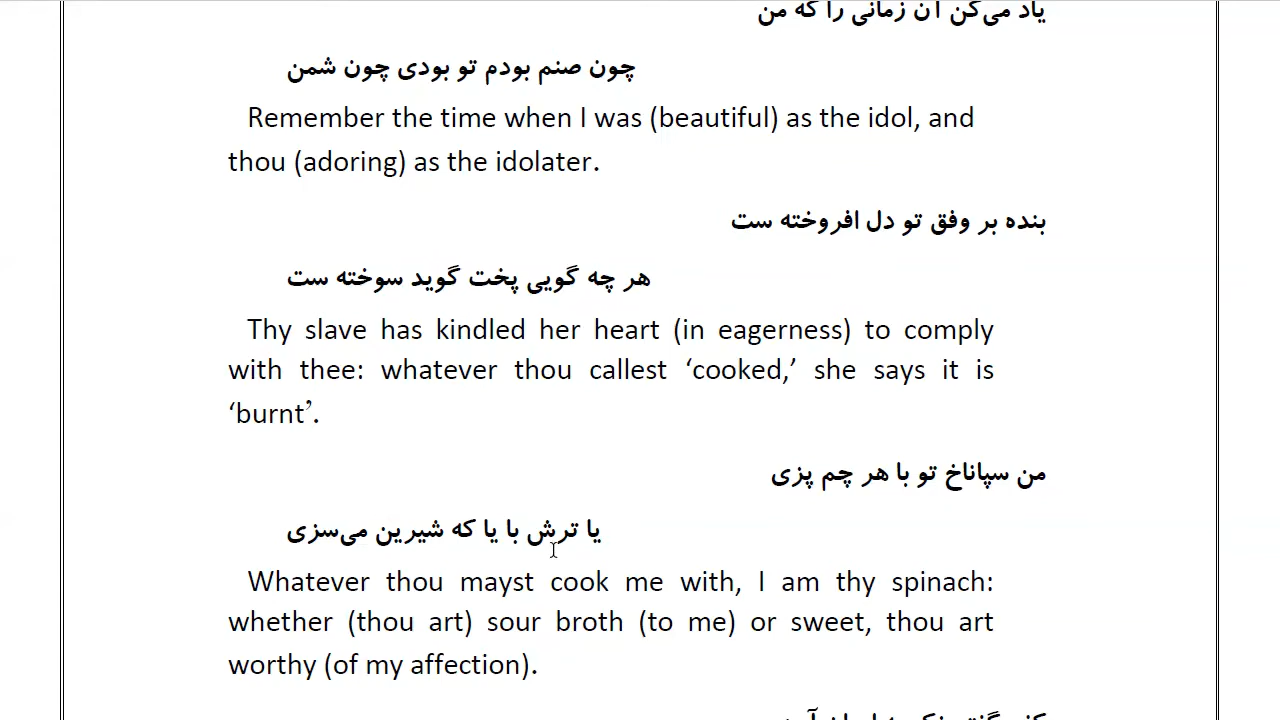 یاد می‌کن آن زمانی را که من
چون صنم بودم تو بودی چون شمن
Remember the time when I was (beautiful) as the idol, and
thou (adoring) as the idolater.
بنده بر وفق تو دل افروخته ست
هر چه گویی پخت گوید سوخته ست
Thy slave has kindled her heart (in eagerness) to comply
with thee: whatever thou callest ‘cooked,’ she says it is
‘burnt’.
من سپاناخ تو با هر چم پزی
یا ترش با یا که شیرین می‌سزی
Whatever thou mayst cook me with, I am thy spinach:
whether (thou art) sour broth (to me) or sweet, thou art
worthy (of my affection).